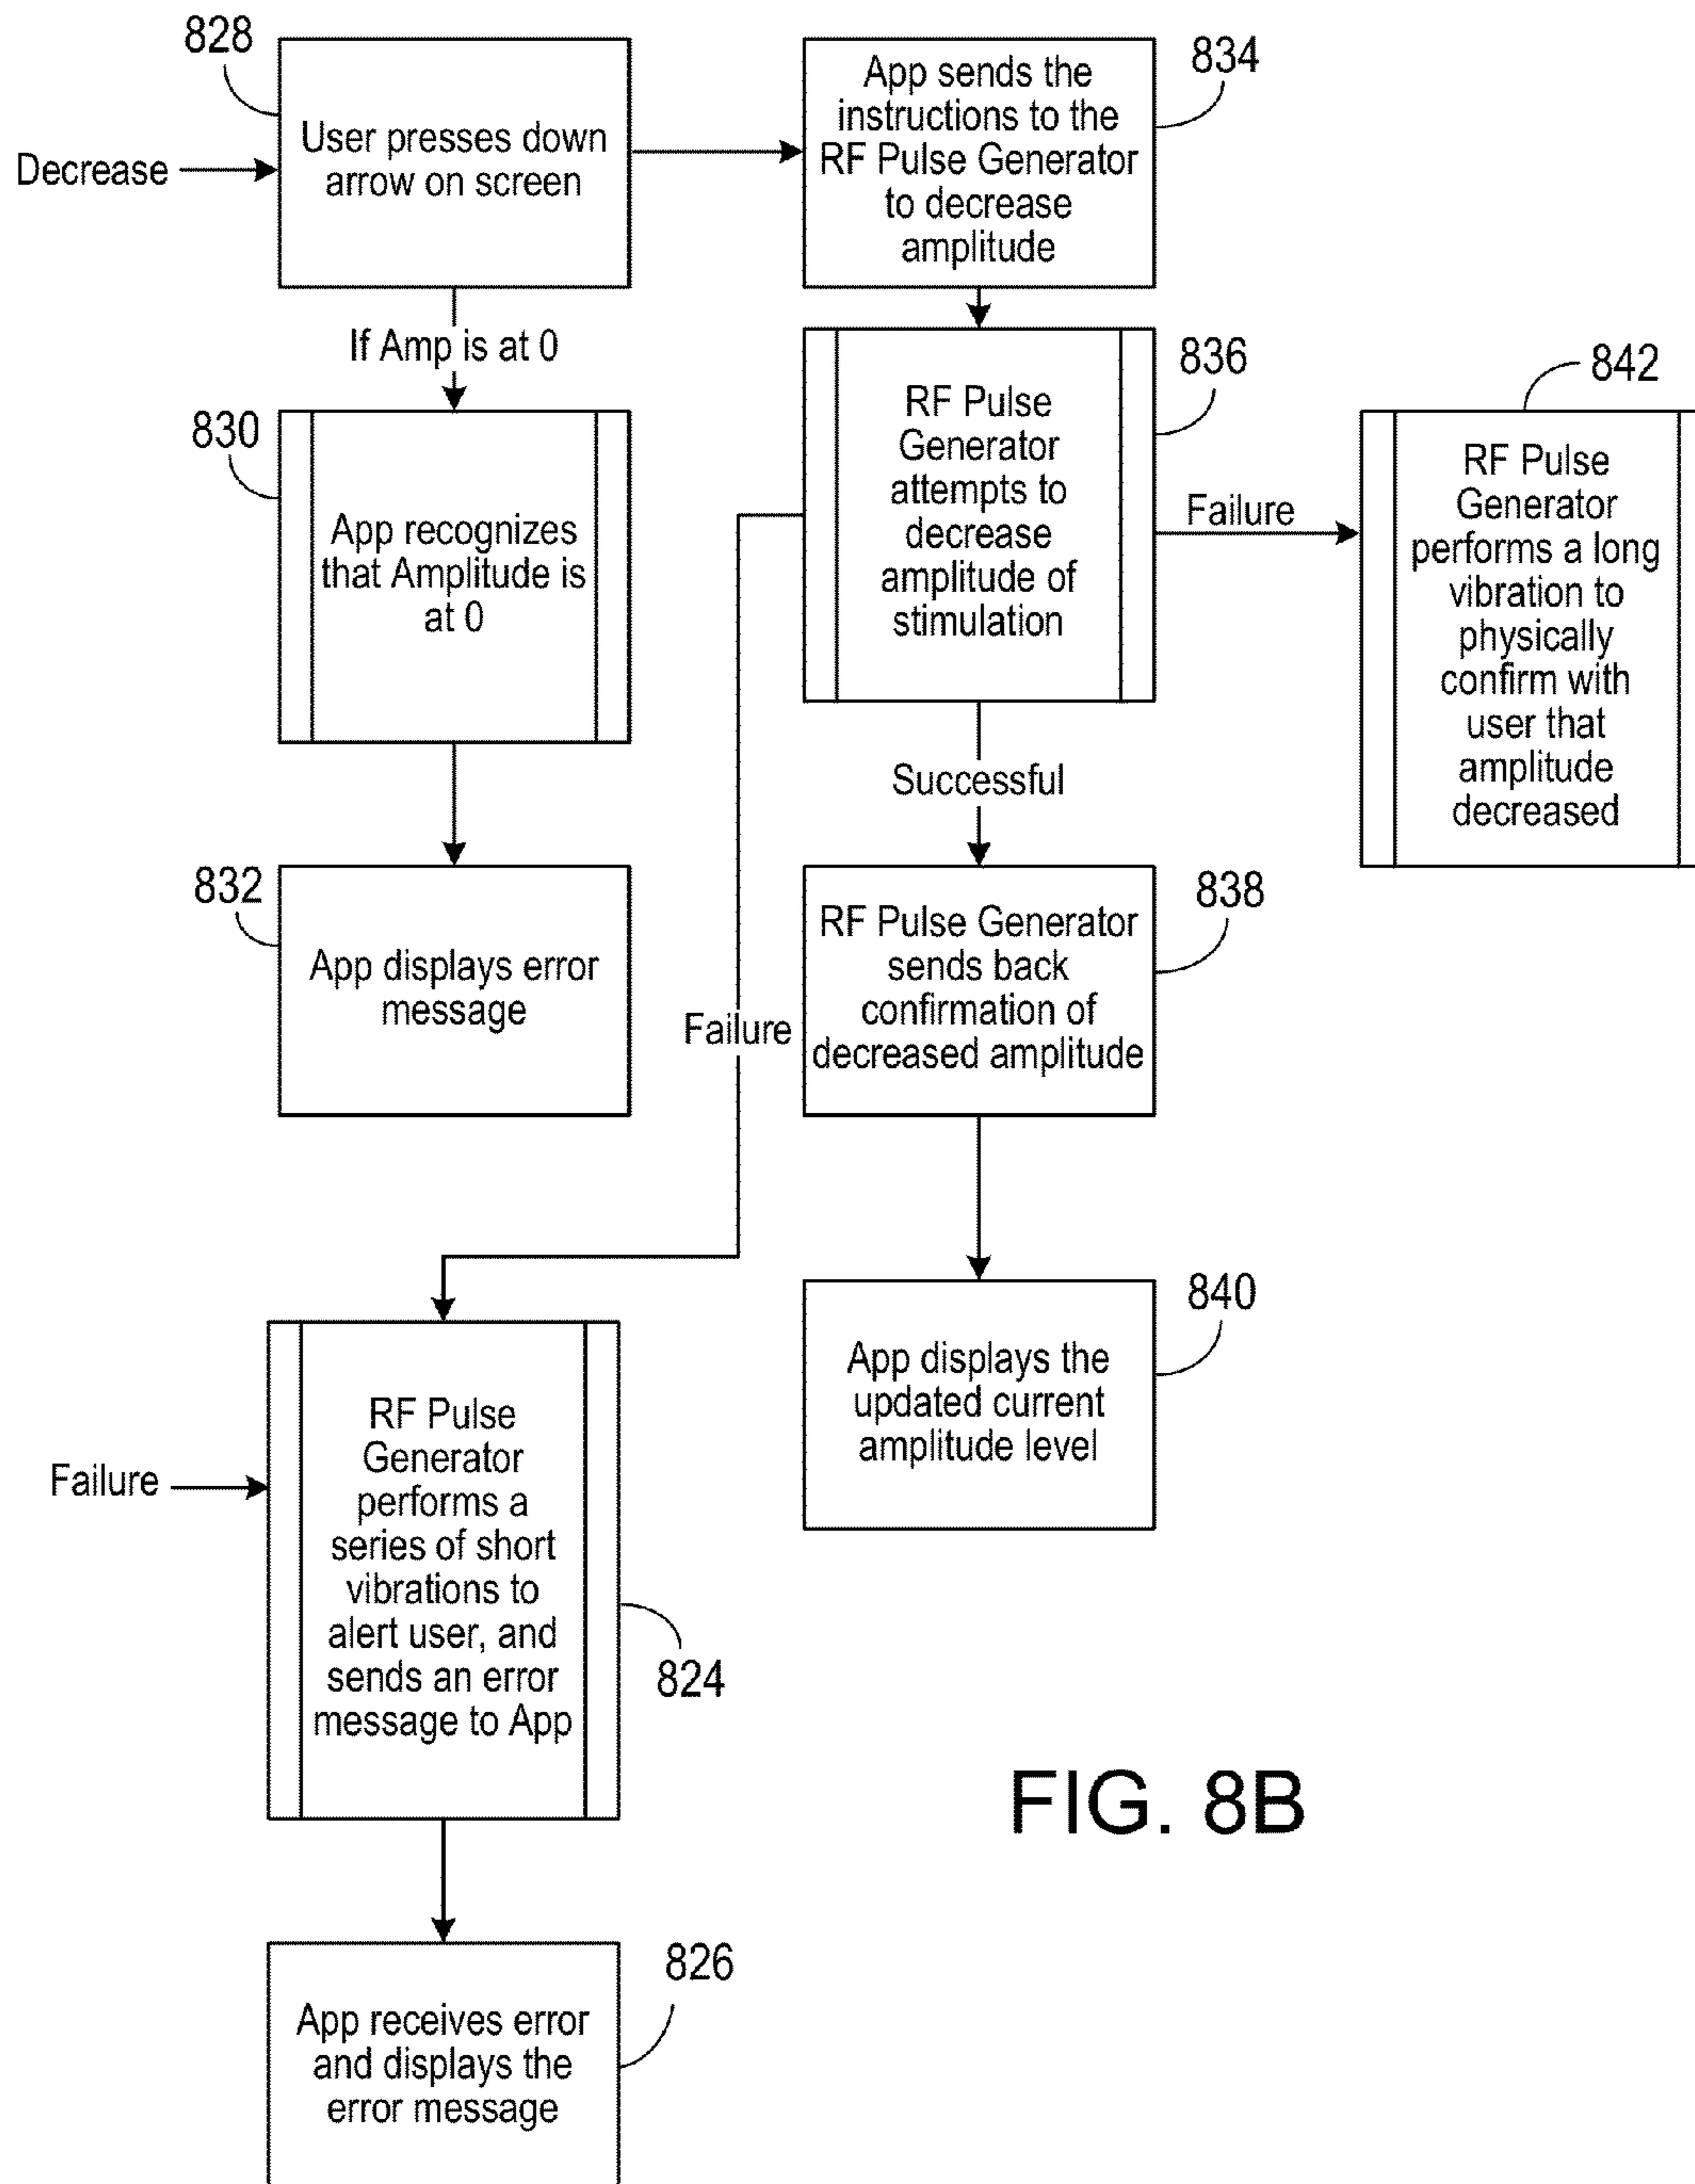 828
Decrease
User presses down
arrow on screen
834
App sends the
instructions to the
RF Pulse Generator
to decrease
amplitude
If Amp is at 0
830
App recognizes
that Amplitude is
at 0
832
App displays error
message
836
RF Pulse
Generator
attempts to
decrease
amplitude of
stimulation
Failure
842
RF Pulse
Generator
performs a long
vibration to
physically
confirm with
user that
amplitude
decreased
Successful
838
RF Pulse Generator
sends back
confirmation of
decreased amplitude
Failure
840
App displays the
updated current
amplitude level
Failure
RF Pulse
Generator
performs a
series of short
vibrations to
alert user, and
sends an error
message to App
824
826
App receives error
and displays the
error message
FIG. 8B